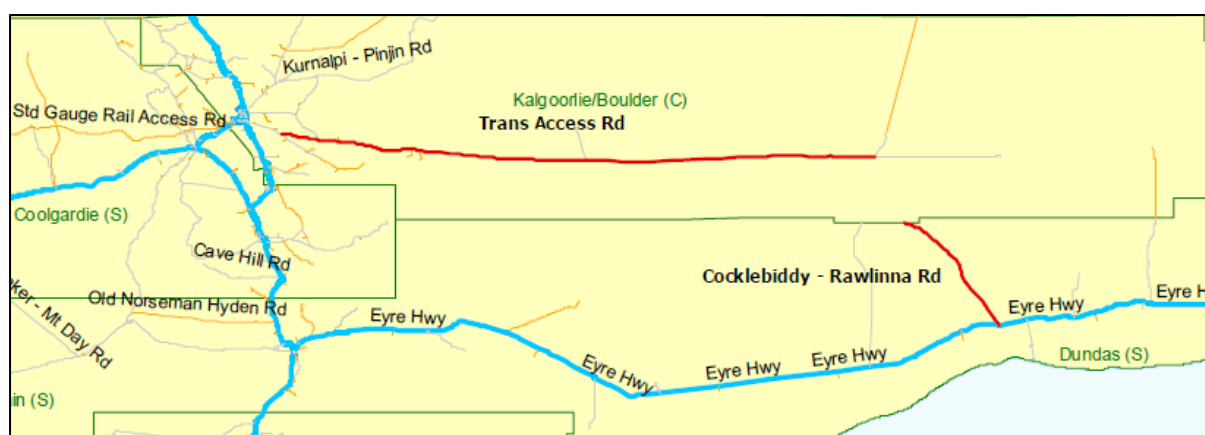 Kurnalpi - Pinjin Rd
Kalgoorlie/Boulder (C)
Std Gauge Rail Access Rd
Trans Access Rd
Coolgardie (S)
Cave Hill Rd
Cocklebiddy - Rawlinna Rd
Old Norseman Hyden Rd
Eyre Hwy
Eyre Hwy
Eyre H
ker - Mt Day Rd
Eyre Hwy
Eyre Hwy
Eyre Hwy
Dundas (S)
in (S)